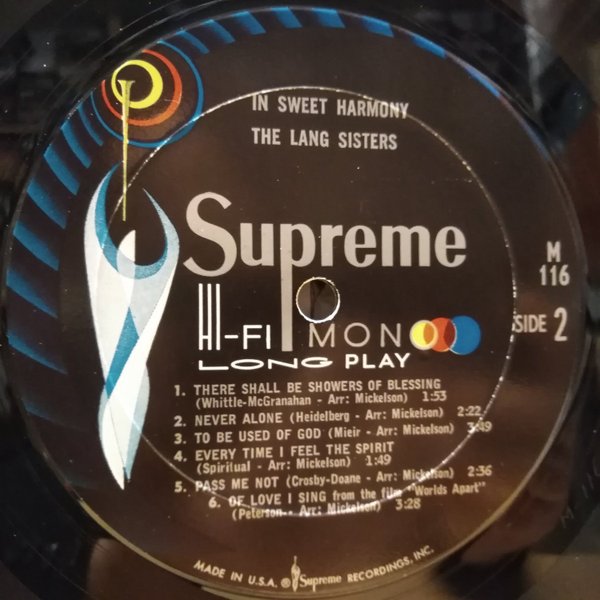 IN SWEET HARMONY
THE LANG SISTERS
Supreme
M
116
HI-FI MONO
SIDE 2
LONG PLAY
1. THERE SHALL BE SHOWERS OF BLESSING
(Whittle-McGranahan - Arr: Mickelson) 1:53
2. NEVER ALONE (Heidelberg - Arr: Mickelson) 2:22
3. TO BE USED OF GOD (Mieir - Arr: Mickelson) 3:49
4. EVERY TIME I FEEL THE SPIRIT
(Spiritual - Arr: Mickelson) 1:49
5. PASS ME NOT (Crosby-Doane - Arr: Mickelson) 2:36
6. OF LOVE I SING from the film "Worlds Apart"
(Peterson - Arr: Mickelson) 3:28
MADE IN U.S.A. ® Supreme RECORDINGS, INC.